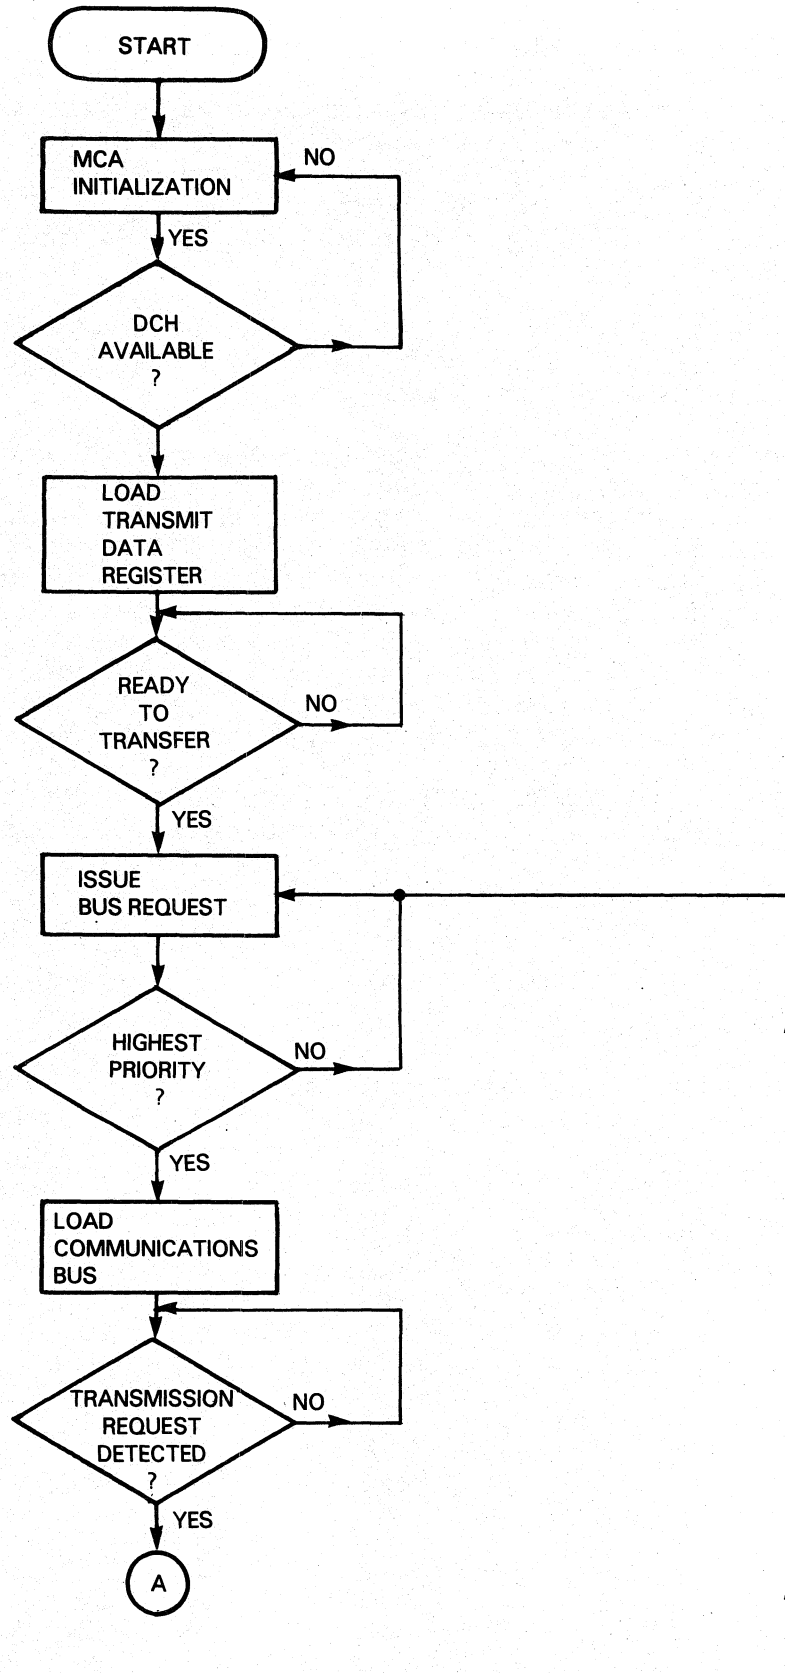 START
MCA
INITIALIZATION
NO
YES
DCH
AVAILABLE
?
LOAD
TRANSMIT
DATA
REGISTER
READY
TO
TRANSFER
?
NO
YES
ISSUE
BUS REQUEST
HIGHEST
PRIORITY
?
NO
YES
LOAD
COMMUNICATIONS
BUS
TRANSMISSION
REQUEST
DETECTED
?
NO
YES
A